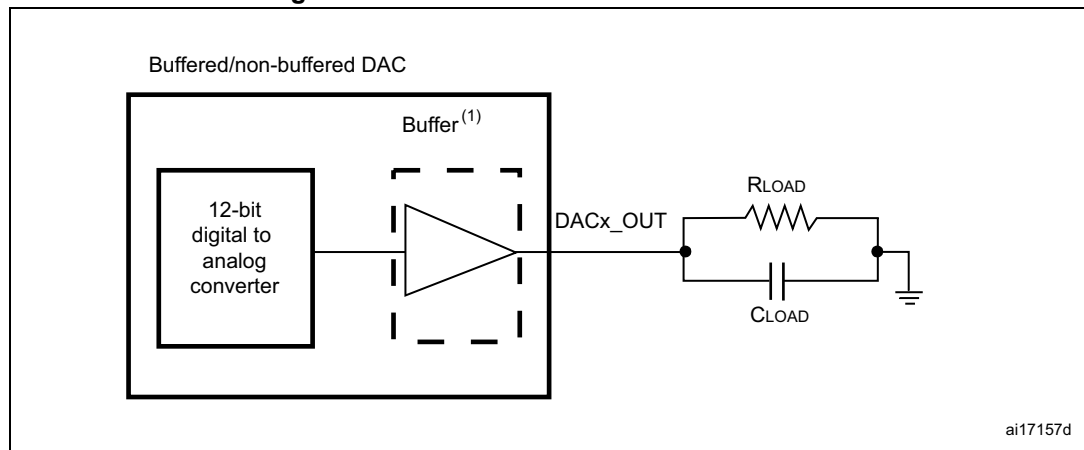 Buffered/non-buffered DAC
Buffer(1)
12-bit
digital to
analog
converter
DACx_OUT
RLOAD
CLOAD
ai17157d